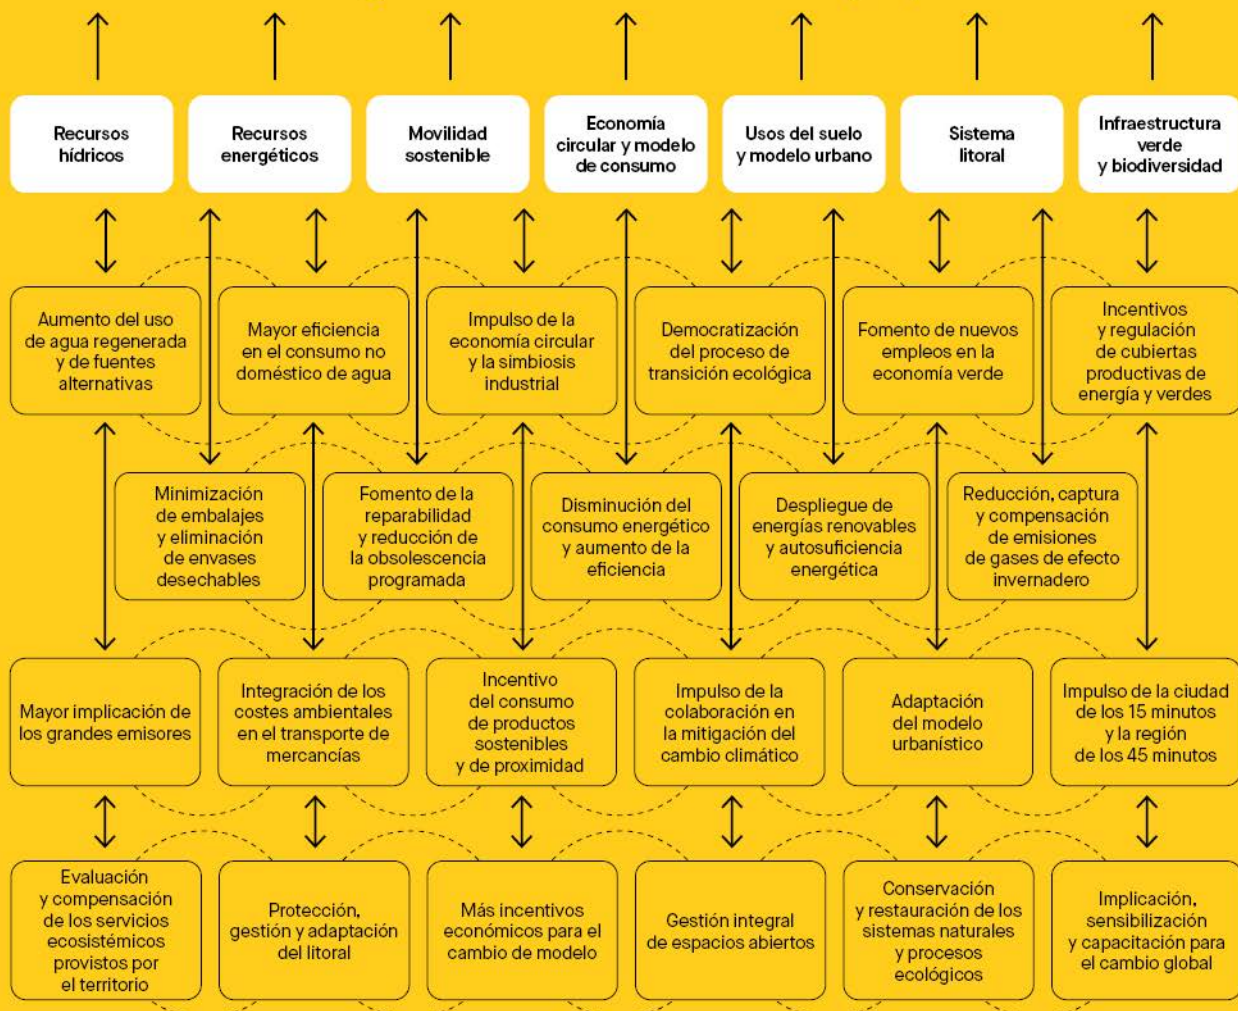 Recursos
hídricos
Recursos
energéticos
Movilidad
sostenible
Economía
circular y modelo
de consumo
Usos del suelo
y modelo urbano
Sistema
litoral
Infraestructura
verde
y biodiversidad
Aumento del uso
de agua regenerada
y de fuentes
alternativas
Mayor eficiencia
en el consumo no
doméstico de agua
Impulso de la
economía circular
y la simbiosis
industrial
Democratización
del proceso de
transición ecológica
Fomento de nuevos
empleos en la
economía verde
Incentivos
y regulación
de cubiertas
productivas de
energía y verdes
Minimización
de embalajes
y eliminación
de envases
desechables
Fomento de la
reparabilidad
y reducción de
la obsolescencia
programada
Disminución del
consumo energético
y aumento de la
eficiencia
Despliegue de
energías renovables
y autosuficiencia
energética
Reducción, captura
y compensación
de emisiones
de gases de efecto
invernadero
Mayor implicación de
los grandes emisores
Integración de los
costes ambientales
en el transporte de
mercancías
Incentivo
del consumo
de productos
sostenibles
y de proximidad
Impulso de la
colaboración en
la mitigación del
cambio climático
Adaptación
del modelo
urbanístico
Impulso de la ciudad
de los 15 minutos
y la región
de los 45 minutos
Evaluación
y compensación
de los servicios
ecosistémicos
provistos por
el territorio
Protección,
gestión y adaptación
del litoral
Más incentivos
económicos para el
cambio de modelo
Gestión integral
de espacios abiertos
Conservación
y restauración de los
sistemas naturales
y procesos
ecológicos
Implicación,
sensibilización
y capacitación para
el cambio global